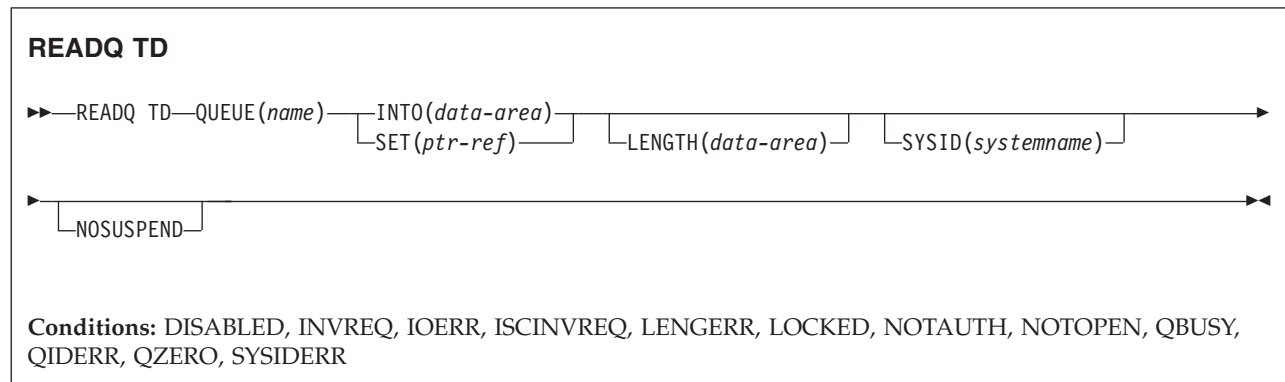 READQ TD
READQ TD QUEUE(name) INTO(data-area)
SET(ptr-ref) LENGTH(data-area) SYSID(systemname)
NOSUSPEND
Conditions: DISABLED, INVREQ, IOERR, ISCINVREQ, LENGERR, LOCKED, NOTAUTH, NOTOPEN, QBUSY,
QIDERR, QZERO, SYSIDERR